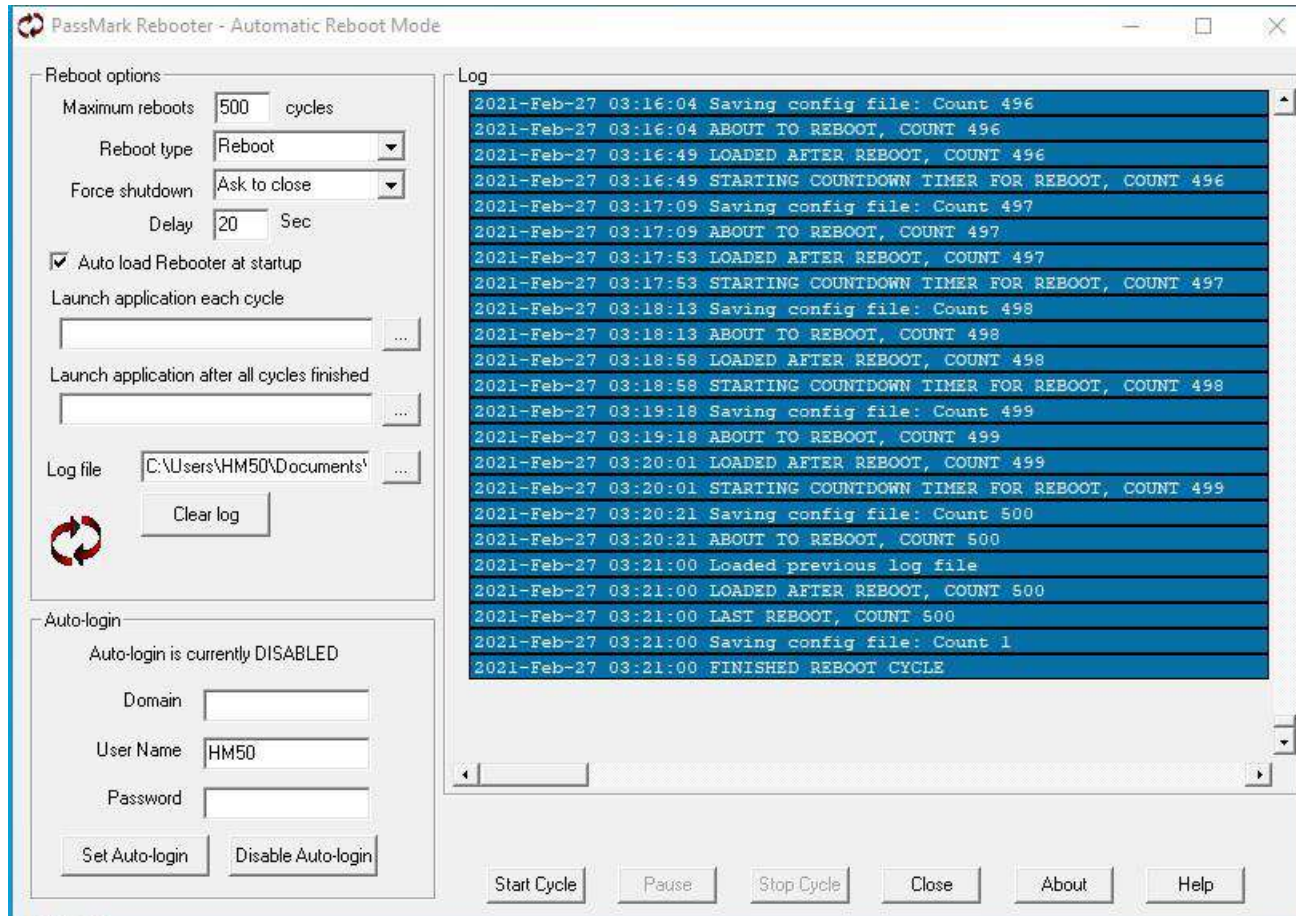 PassMark Rebooter - Automatic Reboot Mode
Reboot options
Maximum reboots 500 cycles
Reboot type Reboot
Force shutdown Ask to close
Delay 20 Sec
Auto load Rebooter at startup
Launch application each cycle
...
Launch application after all cycles finished
...
Log file C:\Users\HM50\Documents\ ...
Clear log
Auto-login
Auto-login is currently DISABLED
Domain
User Name HM50
Password
Set Auto-login Disable Auto-login
Log
2021-Feb-27 03:16:04 Saving config file: Count 496
2021-Feb-27 03:16:04 ABOUT TO REBOOT, COUNT 496
2021-Feb-27 03:16:49 LOADED AFTER REBOOT, COUNT 496
2021-Feb-27 03:16:49 STARTING COUNTDOWN TIMER FOR REBOOT, COUNT 496
2021-Feb-27 03:17:09 Saving config file: Count 497
2021-Feb-27 03:17:09 ABOUT TO REBOOT, COUNT 497
2021-Feb-27 03:17:53 LOADED AFTER REBOOT, COUNT 497
2021-Feb-27 03:17:53 STARTING COUNTDOWN TIMER FOR REBOOT, COUNT 497
2021-Feb-27 03:18:13 Saving config file: Count 498
2021-Feb-27 03:18:13 ABOUT TO REBOOT, COUNT 498
2021-Feb-27 03:18:58 LOADED AFTER REBOOT, COUNT 498
2021-Feb-27 03:18:58 STARTING COUNTDOWN TIMER FOR REBOOT, COUNT 498
2021-Feb-27 03:19:18 Saving config file: Count 499
2021-Feb-27 03:19:18 ABOUT TO REBOOT, COUNT 499
2021-Feb-27 03:20:01 LOADED AFTER REBOOT, COUNT 499
2021-Feb-27 03:20:01 STARTING COUNTDOWN TIMER FOR REBOOT, COUNT 499
2021-Feb-27 03:20:21 Saving config file: Count 500
2021-Feb-27 03:20:21 ABOUT TO REBOOT, COUNT 500
2021-Feb-27 03:21:00 Loaded previous log file
2021-Feb-27 03:21:00 LOADED AFTER REBOOT, COUNT 500
2021-Feb-27 03:21:00 LAST REBOOT, COUNT 500
2021-Feb-27 03:21:00 Saving config file: Count 1
2021-Feb-27 03:21:00 FINISHED REBOOT CYCLE
Start Cycle Pause Stop Cycle Close About Help